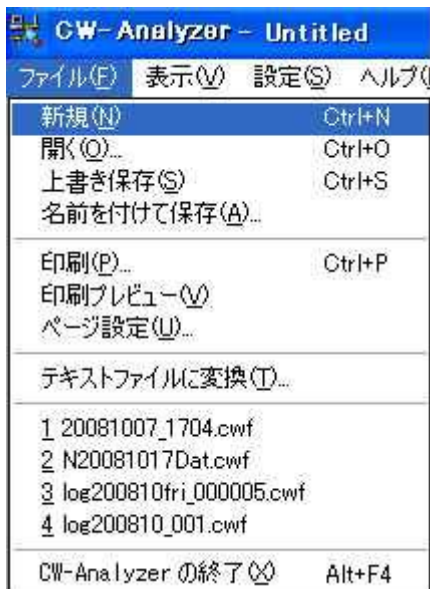 CW-Analyzer - Untitled
ファイル(F) 表示(V) 設定(S) ヘルプ(
新規(N) Ctrl+N
開く(O)... Ctrl+O
上書き保存(S) Ctrl+S
名前を付けて保存(A)...
印刷(P)... Ctrl+P
印刷プレビュー(V)
ページ設定(U)...
テキストファイルに変換(T)...
1 20081007_1704.cwf
2 N20081017Dat.cwf
3 log200810fri_000005.cwf
4 log200810_001.cwf
CW-Analyzer の終了(X) Alt+F4